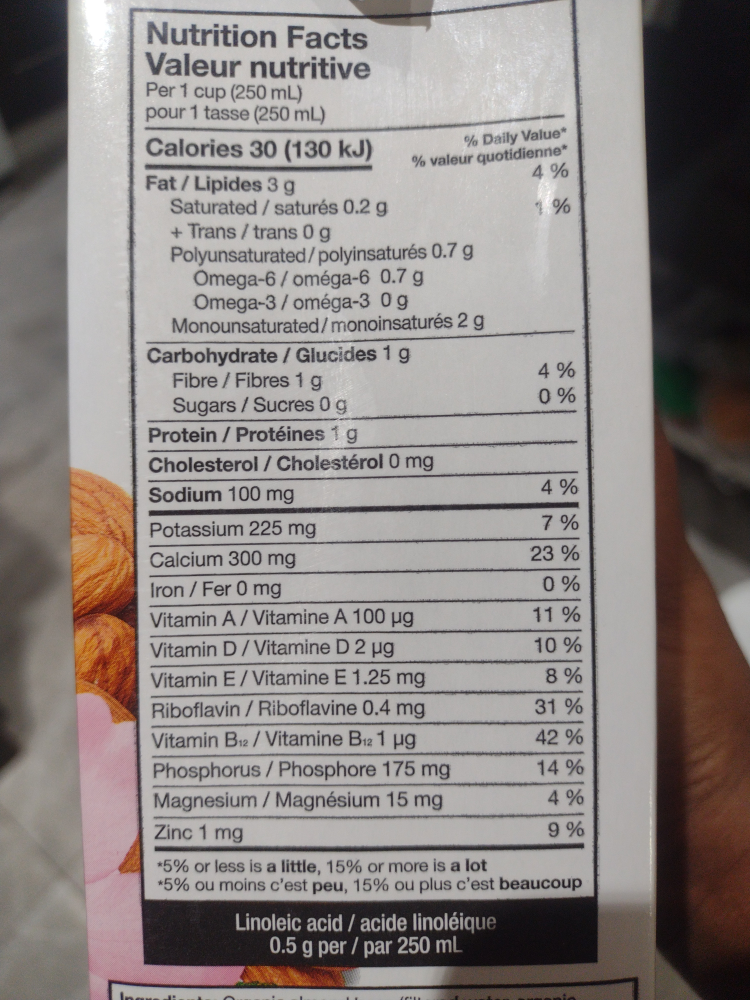 Nutrition Facts
Valeur nutritive
Per 1 cup (250 mL)
pour 1 tasse (250 mL)
Calories 30 (130 kJ)
% Daily Value*
% valeur quotidienne*
Fat / Lipides 3 g 4 %
Saturated / saturés 0.2 g 1 %
+ Trans / trans 0 g
Polyunsaturated / polyinsaturés 0.7 g
Omega-6 / oméga-6 0.7 g
Omega-3 / oméga-3 0 g
Monounsaturated / monoinsaturés 2 g
Carbohydrate / Glucides 1 g
Fibre / Fibres 1 g 4 %
Sugars / Sucres 0 g 0 %
Protein / Protéines 1 g
Cholesterol / Cholestérol 0 mg
Sodium 100 mg 4 %
Potassium 225 mg 7 %
Calcium 300 mg 23 %
Iron / Fer 0 mg 0 %
Vitamin A / Vitamine A 100 µg 11 %
Vitamin D / Vitamine D 2 µg 10 %
Vitamin E / Vitamine E 1.25 mg 8 %
Riboflavin / Riboflavine 0.4 mg 31 %
Vitamin B12 / Vitamine B12 1 µg 42 %
Phosphorus / Phosphore 175 mg 14 %
Magnesium / Magnésium 15 mg 4 %
Zinc 1 mg 9 %
*5% or less is a little, 15% or more is a lot
*5% ou moins c'est peu, 15% ou plus c'est beaucoup
Linoleic acid / acide linoléique
0.5 g per / par 250 mL